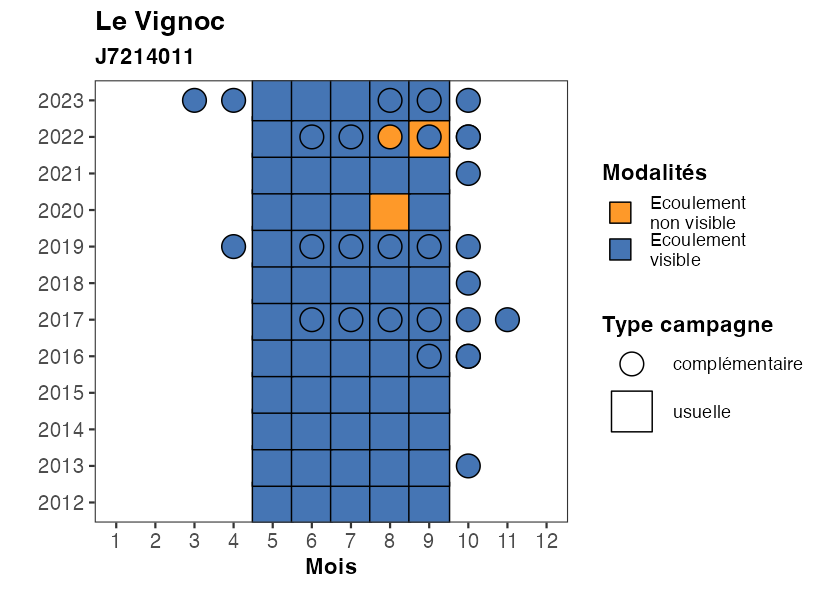 Le Vignoc
J7214011
2023
2022
2021
2020
2019
2018
2017
2016
2015
2014
2013
2012
1 2 3 4 5 6 7 8 9 10 11 12
Mois
Modalités
Ecoulement
non visible
Ecoulement
visible
Type campagne
complémentaire
usuelle